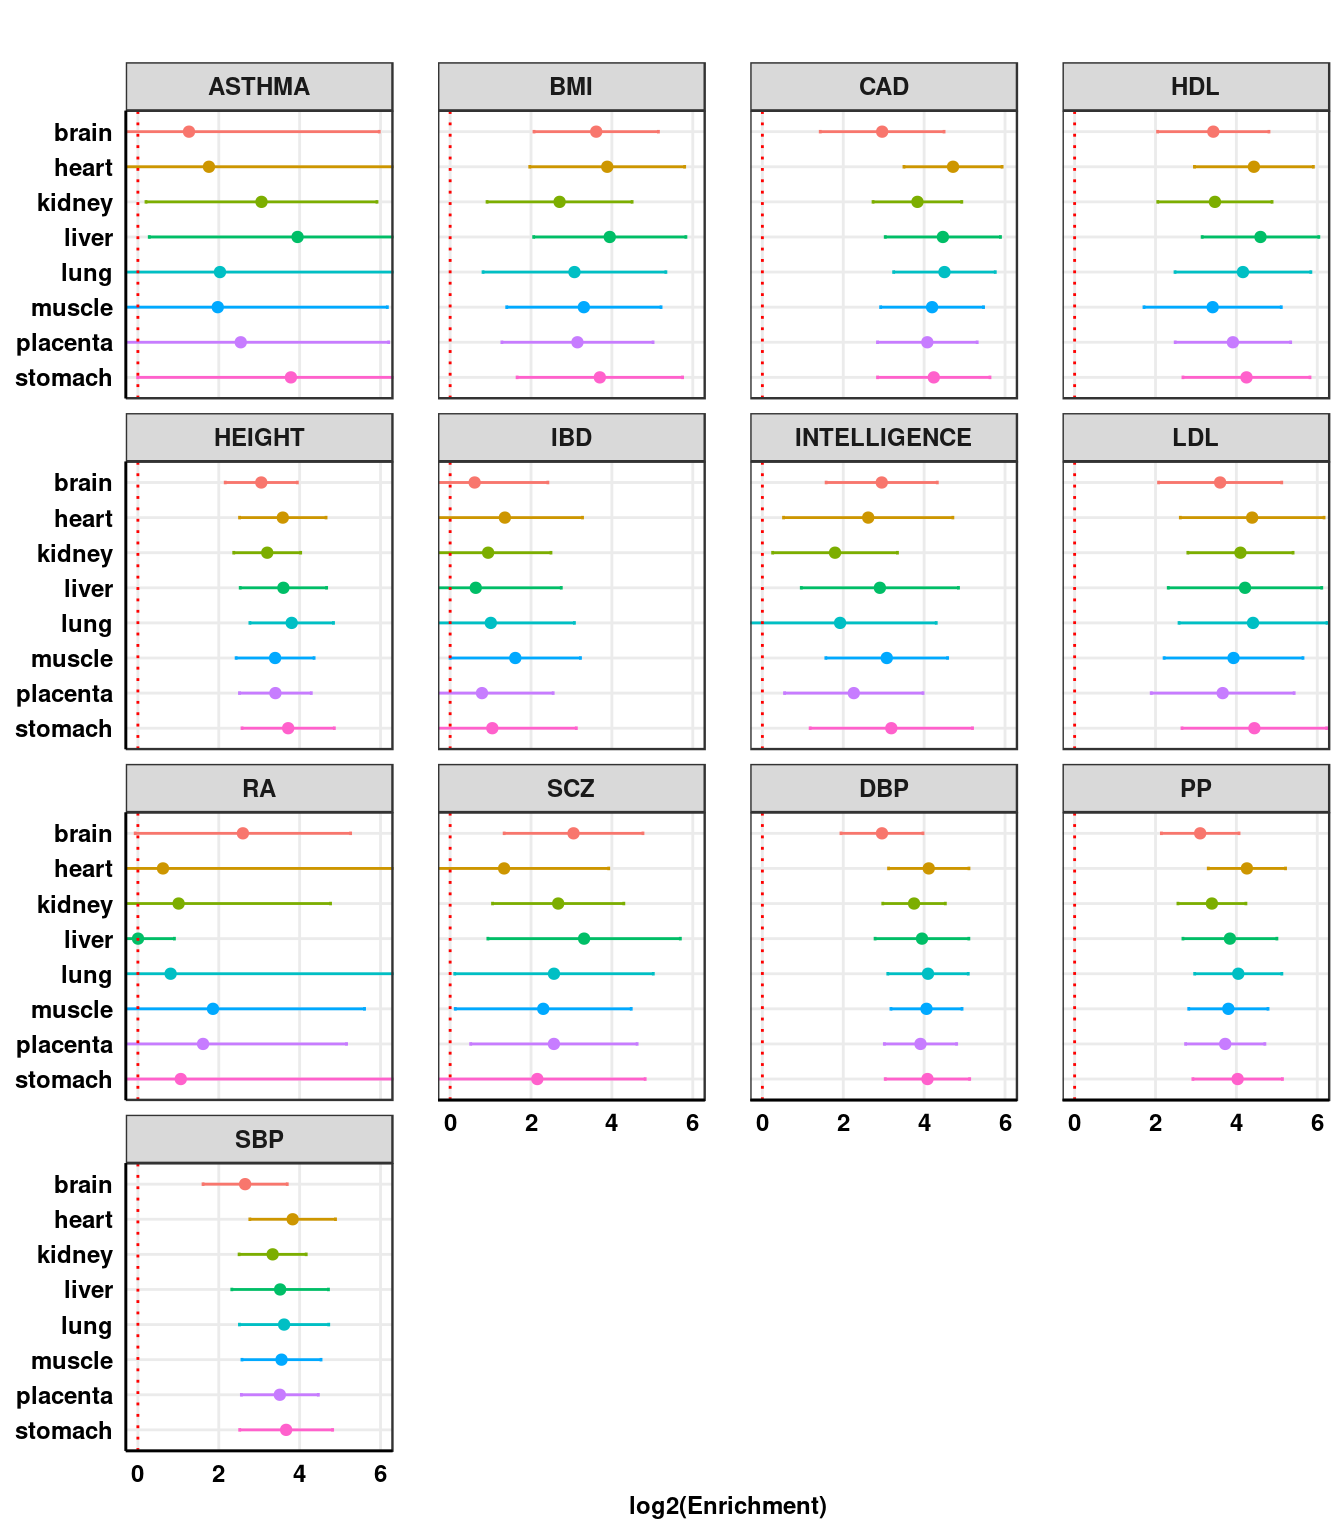 ASTHMA BMI CAD HDL
brain
heart
kidney
liver
lung
muscle
placenta
stomach
HEIGHT IBD INTELLIGENCE LDL
brain
heart
kidney
liver
lung
muscle
placenta
stomach
RA SCZ DBP PP
brain
heart
kidney
liver
lung
muscle
placenta
stomach
0 2 4 6 0 2 4 6 0 2 4 6
SBP
brain
heart
kidney
liver
lung
muscle
placenta
stomach
0 2 4 6
log2(Enrichment)